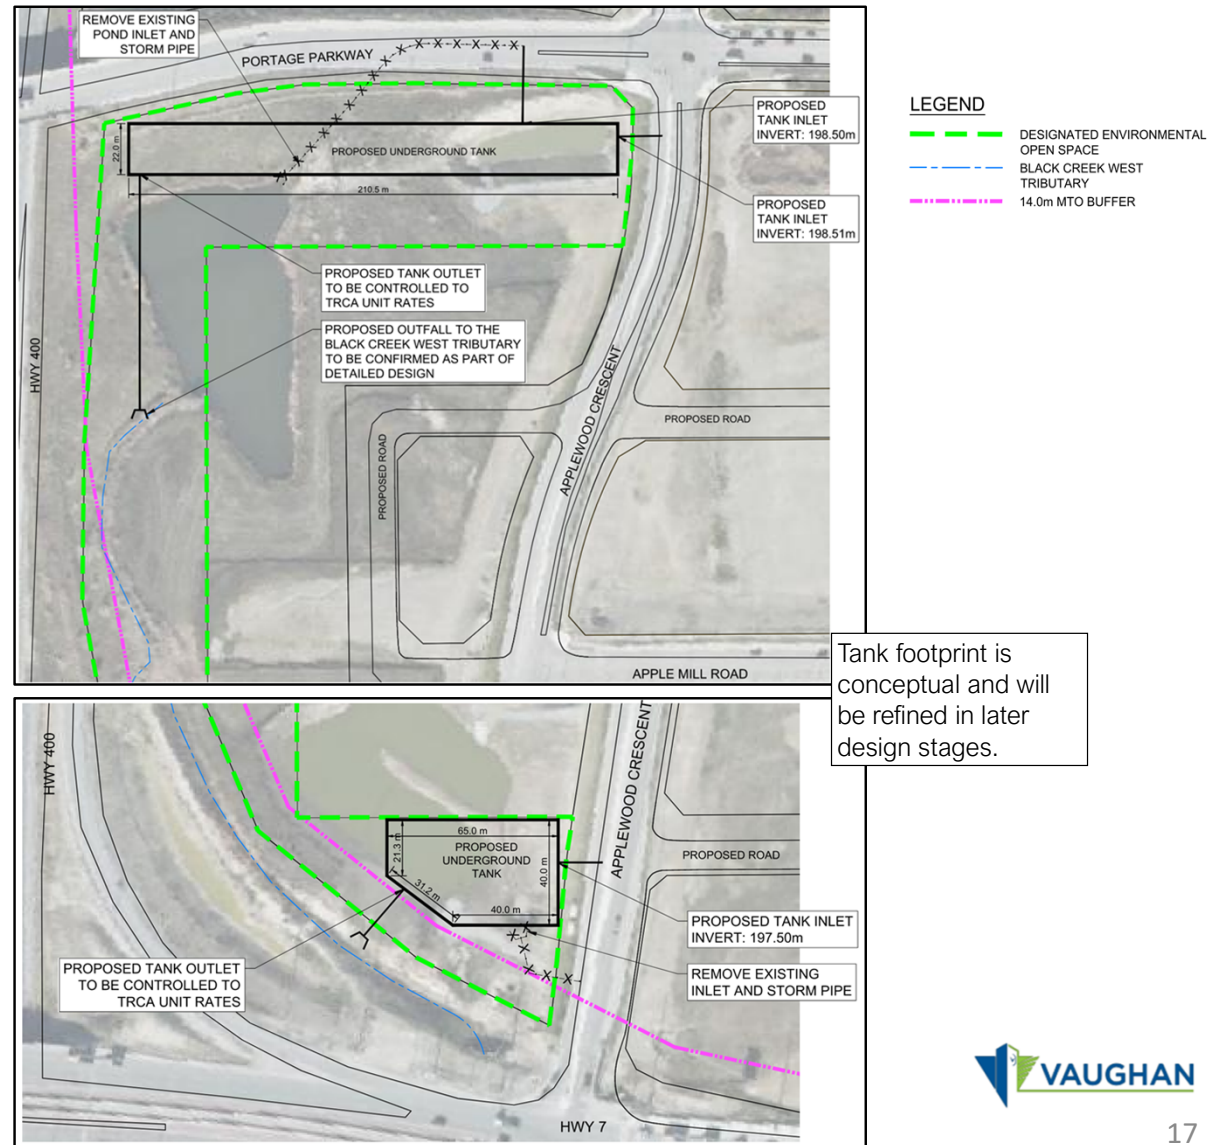 REMOVE EXISTING
POND INLET AND
STORM PIPE
PORTAGE PARKWAY
PROPOSED
TANK INLET
INVERT: 198.50m
22.0 m
PROPOSED UNDERGROUND TANK
210.5 m
PROPOSED
TANK INLET
INVERT: 198.51m
PROPOSED TANK OUTLET
TO BE CONTROLLED TO
TRCA UNIT RATES
PROPOSED OUTFALL TO THE
BLACK CREEK WEST TRIBUTARY
TO BE CONFIRMED AS PART OF
DETAILED DESIGN
HWY 400
APPLEWOOD CRESCENT
PROPOSED ROAD
PROPOSED ROAD
APPLE MILL ROAD
LEGEND
DESIGNATED ENVIRONMENTAL
OPEN SPACE
BLACK CREEK WEST
TRIBUTARY
14.0m MTO BUFFER
Tank footprint is
conceptual and will
be refined in later
design stages.
HWY 400
APPLEWOOD CRESCENT
65.0 m
PROPOSED
UNDERGROUND
TANK
21.3 m
40.0 m
31.2 m
40.0 m
PROPOSED ROAD
PROPOSED TANK INLET
INVERT: 197.50m
REMOVE EXISTING
INLET AND STORM PIPE
PROPOSED TANK OUTLET
TO BE CONTROLLED TO
TRCA UNIT RATES
HWY 7
VAUGHAN
17